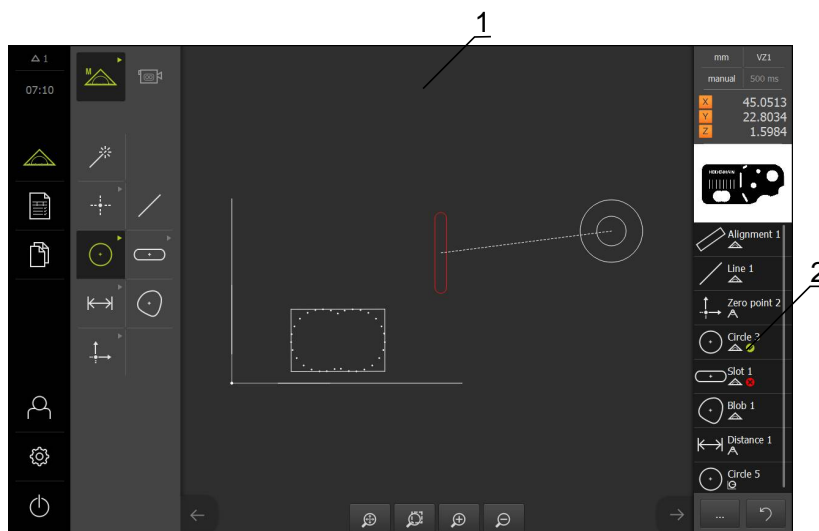 1
1
07:10
M
mm VZ1
manual 500 ms
X 45.0513
Y 22.8034
Z 1.5984
HEIDENHAIN
Alignment 1
Line 1
Zero point 2
2
Circle 3
Slot 1
Blob 1
Distance 1
Circle 5
...